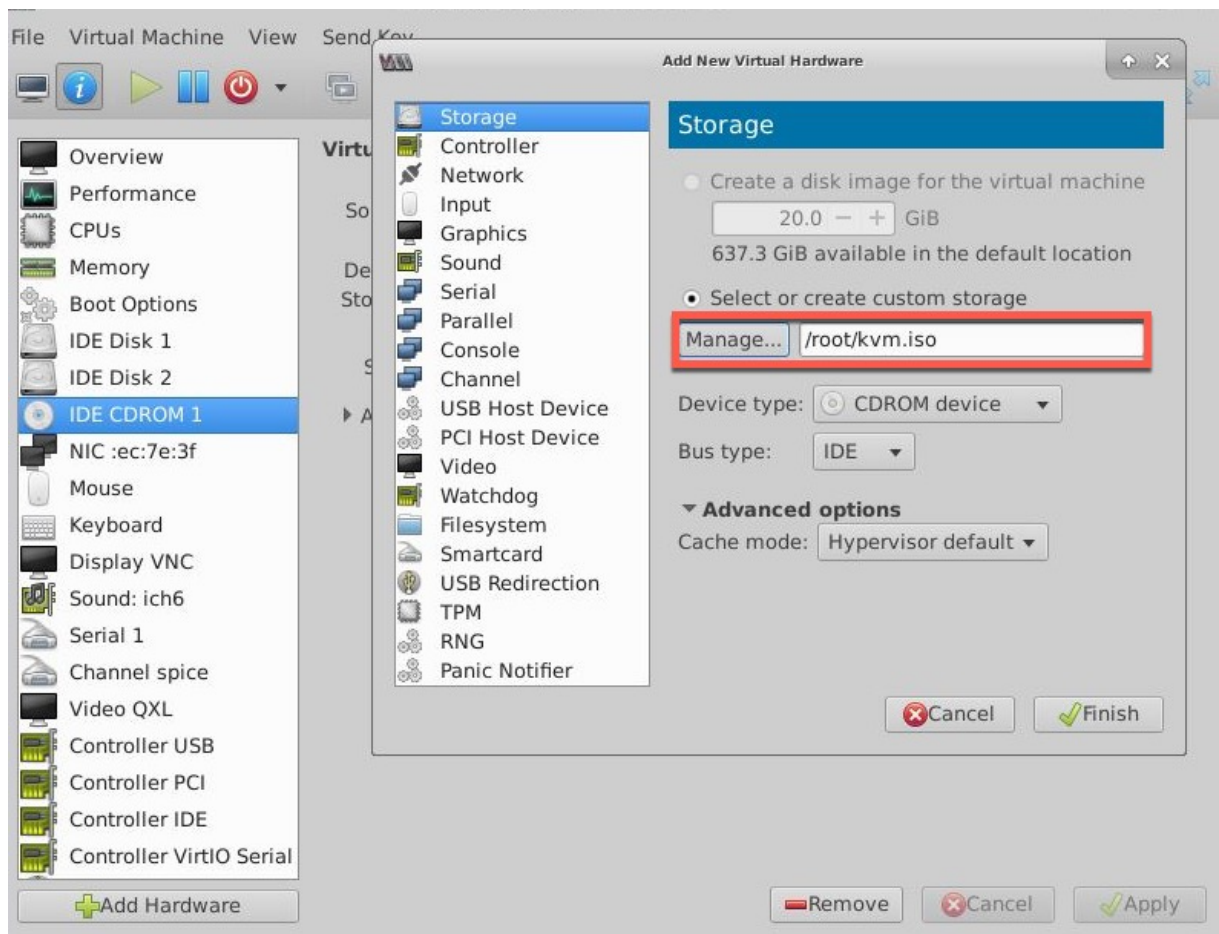 File Virtual Machine View Send Key
Add New Virtual Hardware
Overview
Performance
CPUs
Memory
Boot Options
IDE Disk 1
IDE Disk 2
IDE CDROM 1
NIC :ec:7e:3f
Mouse
Keyboard
Display VNC
Sound: ich6
Serial 1
Channel spice
Video QXL
Controller USB
Controller PCI
Controller IDE
Controller VirtIO Serial
Add Hardware
Virtu
So
De
Sto
S
A
Storage
Controller
Network
Input
Graphics
Sound
Serial
Parallel
Console
Channel
USB Host Device
PCI Host Device
Video
Watchdog
Filesystem
Smartcard
USB Redirection
TPM
RNG
Panic Notifier
Storage
Create a disk image for the virtual machine
20.0 − + GiB
637.3 GiB available in the default location
Select or create custom storage
Manage... /root/kvm.iso
Device type: CDROM device
Bus type: IDE
Advanced options
Cache mode: Hypervisor default
Cancel Finish
Remove Cancel Apply